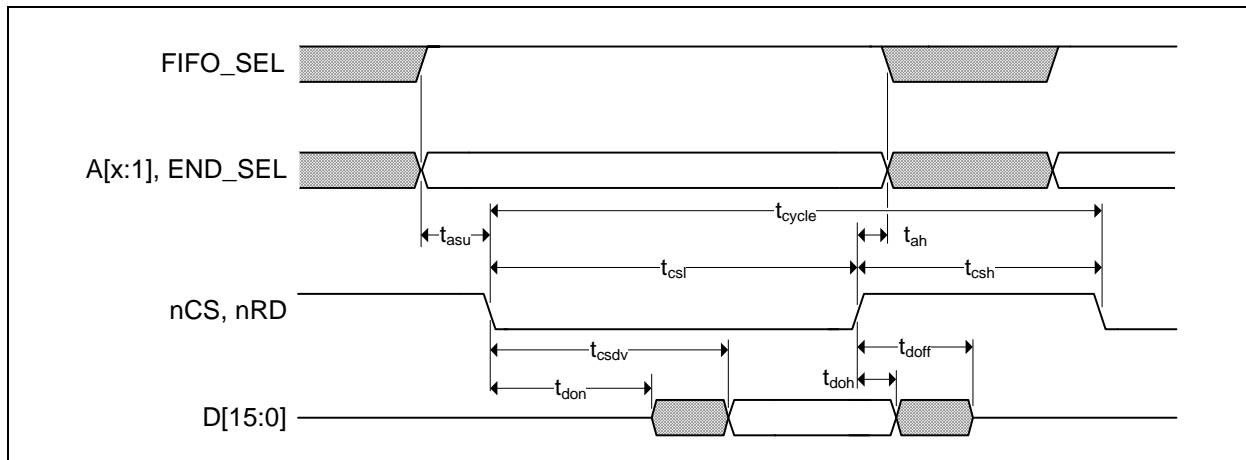 FIFO_SEL
A[x:1], END_SEL
tcycle
tasu
tah
tcsl
tcsh
nCS, nRD
tcsdv
tdoff
tdon
tdoh
D[15:0]